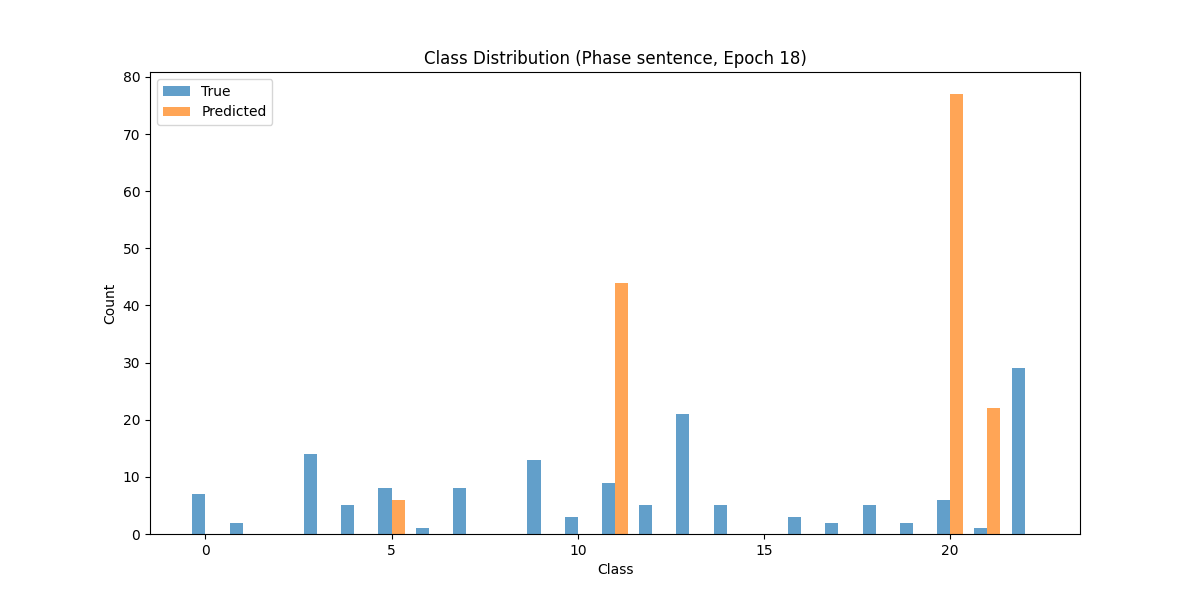 Class Distribution (Phase sentence, Epoch 18)
True
Predicted
80
70
60
50
40
30
20
10
0
Count
0 5 10 15 20
Class